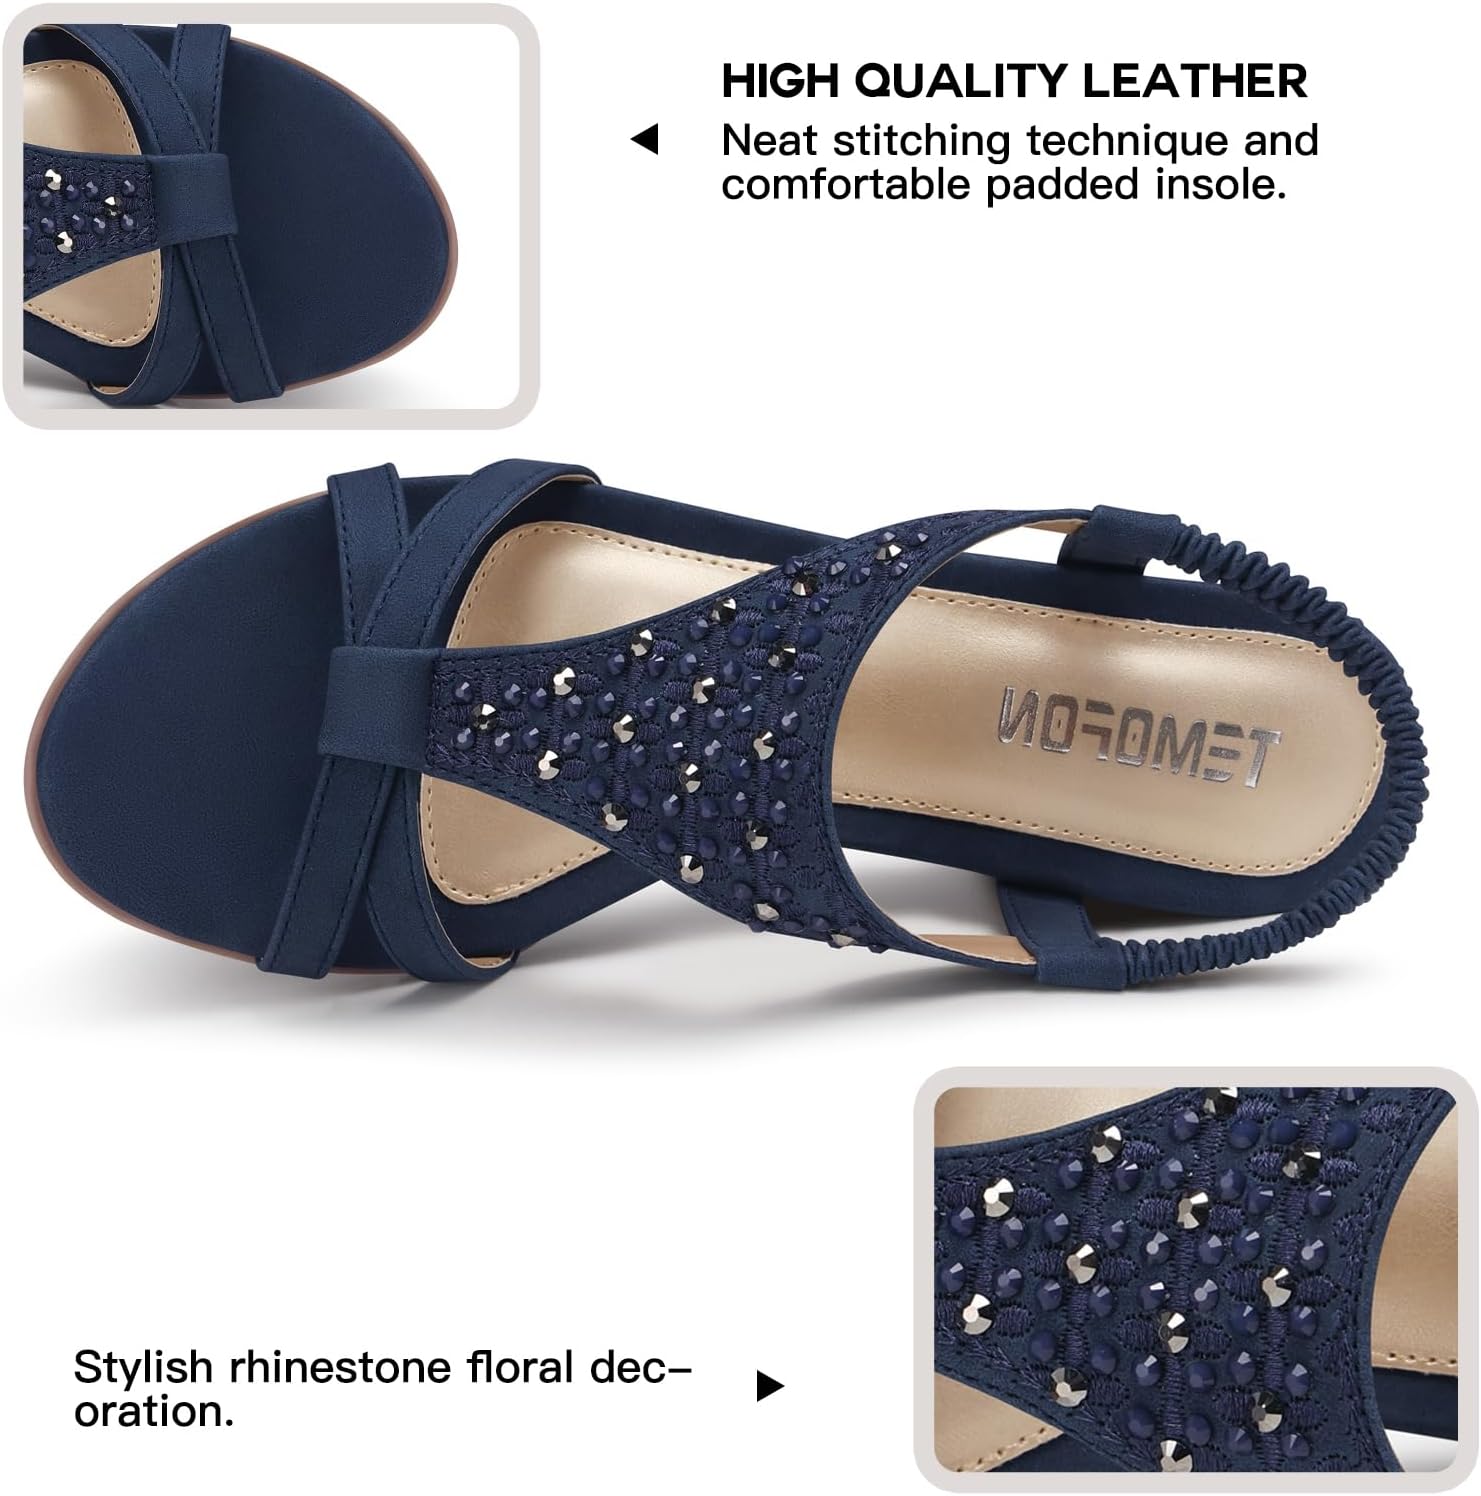 HIGH QUALITY LEATHER
Neat stitching technique and
comfortable padded insole.
TEMOFON
Stylish rhinestone floral dec-
oration.